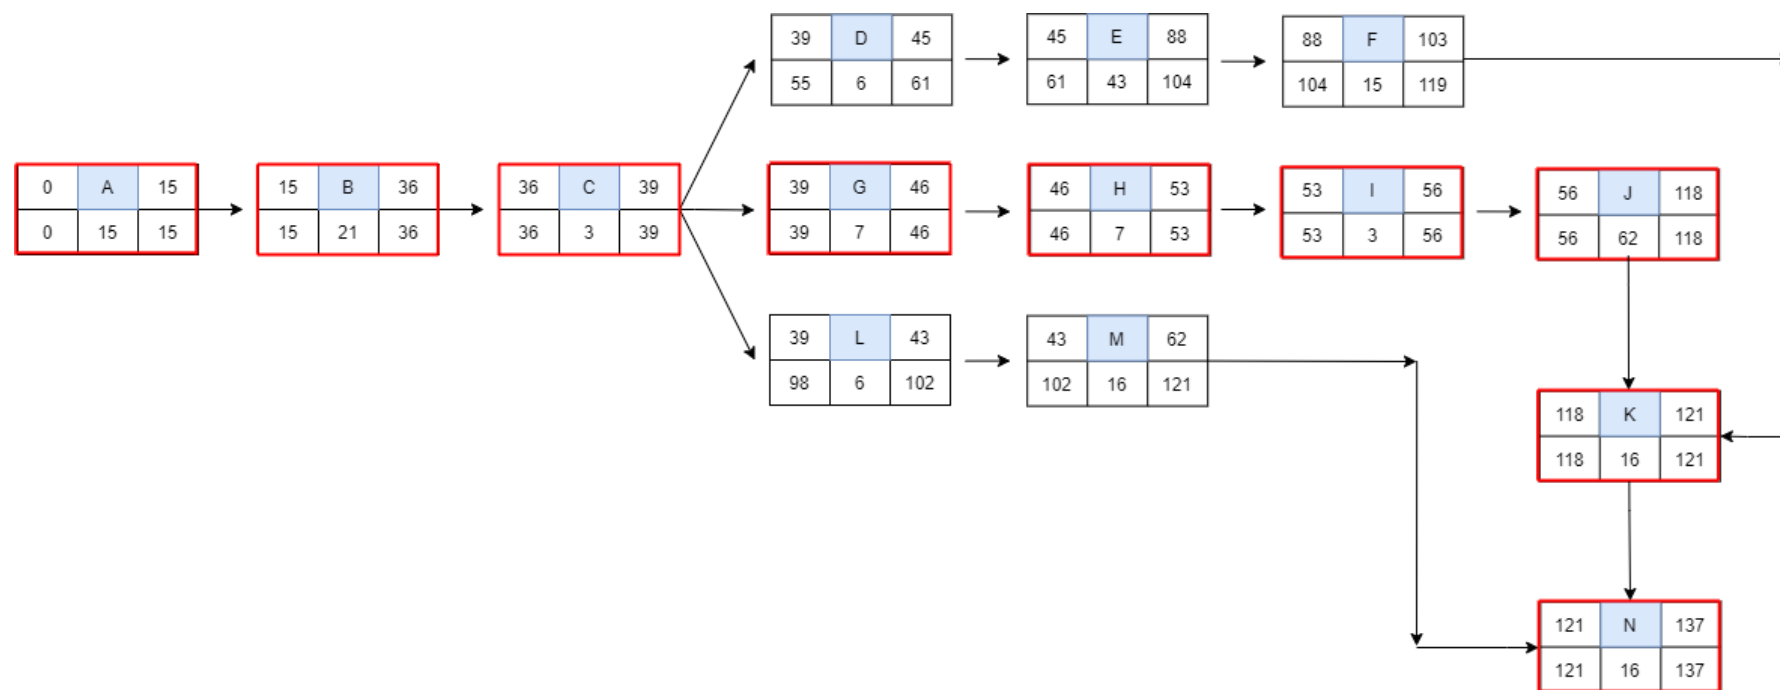 39 D 45
55 6 61
45 E 88
61 43 104
88 F 103
104 15 119
0 A 15
0 15 15
15 B 36
15 21 36
36 C 39
36 3 39
39 G 46
39 7 46
46 H 53
46 7 53
53 I 56
53 3 56
56 J 118
56 62 118
39 L 43
98 6 102
43 M 62
102 16 121
118 K 121
118 16 121
121 N 137
121 16 137